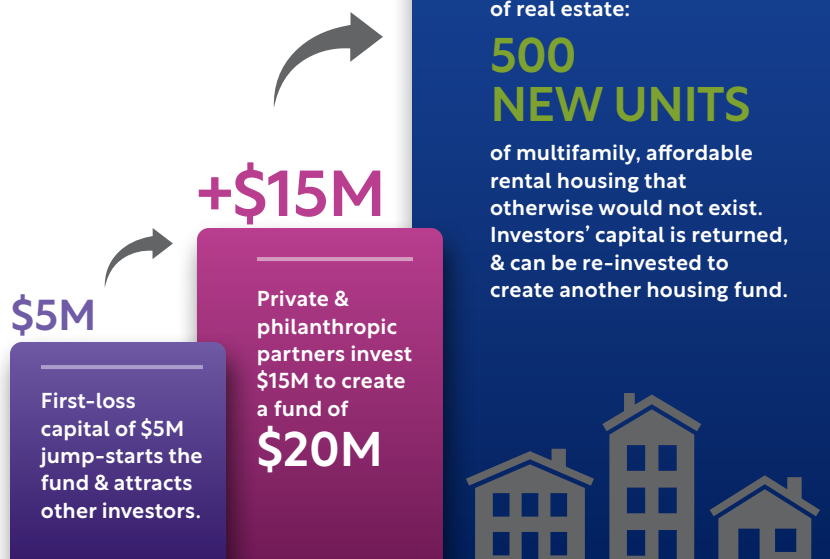 $5M
First-loss
capital of $5M
jump-starts the
fund & attracts
other investors.
+$15M
Private &
philanthropic
partners invest
$15M to create
a fund of
$20M
of real estate:
500
NEW UNITS
of multifamily, affordable
rental housing that
otherwise would not exist.
Investors’ capital is returned,
& can be re-invested to
create another housing fund.